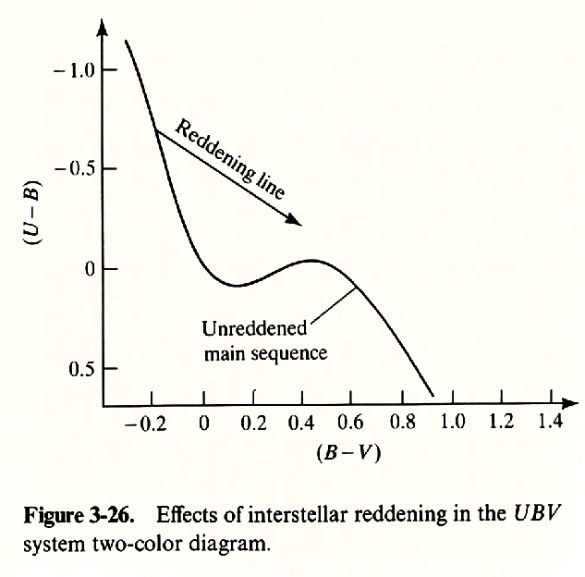 −1.0
−0.5
0
0.5
(U − B)
Reddening line
Unreddened
main sequence
−0.2 0 0.2 0.4 0.6 0.8 1.0 1.2 1.4
(B − V)
Figure 3-26. Effects of interstellar reddening in the UBV
system two-color diagram.